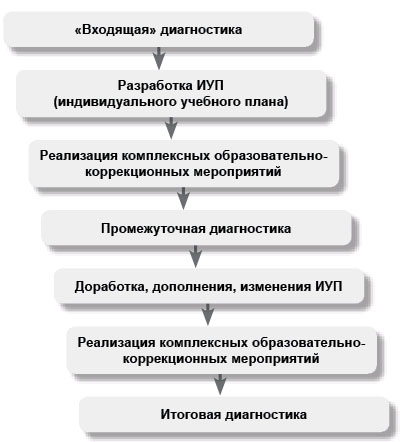 «Входящая» диагностика
Разработка ИУП
(индивидуального учебного плана)
Реализация комплексных образовательно-
коррекционных мероприятий
Промежуточная диагностика
Доработка, дополнения, изменения ИУП
Реализация комплексных образовательно-
коррекционных мероприятий
Итоговая диагностика